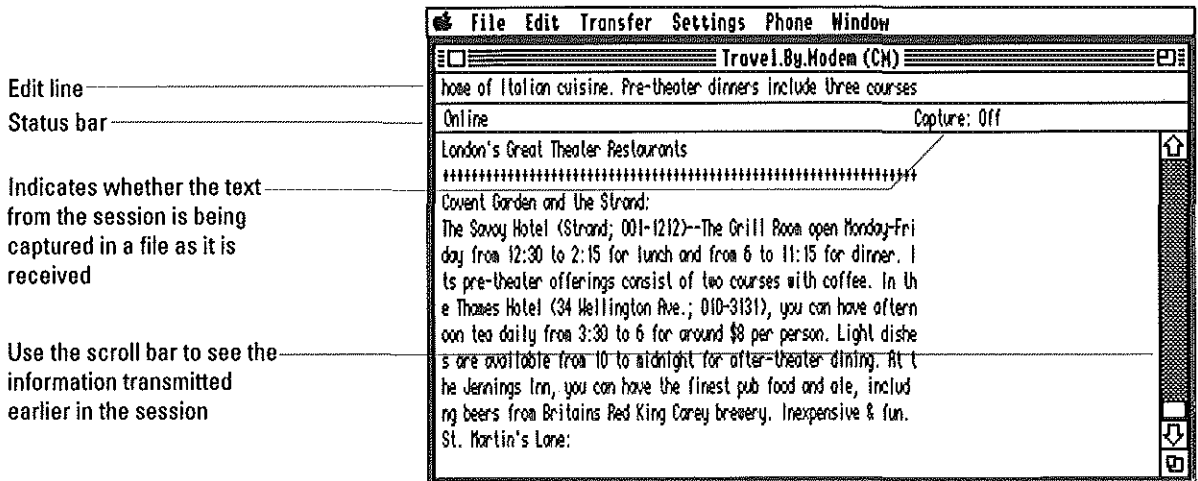 File Edit Transfer Settings Phone Window
Travel.By.Modem (CM)
home of Italian cuisine. Pre-theater dinners include three courses
Online Capture: Off
London's Great Theater Restaurants
++++++++++++++++++++++++++++++++++++++++++++++++++++++++++++++++++
Covent Garden and the Strand:
The Savoy Hotel (Strand; 001-1212)--The Grill Room open Monday-Fri
day from 12:30 to 2:15 for lunch and from 6 to 11:15 for dinner. I
ts pre-theater offerings consist of two courses with coffee. In th
e Thames Hotel (34 Wellington Ave.; 010-3131), you can have aftern
oon tea daily from 3:30 to 6 for around $8 per person. Light dishe
s are available from 10 to midnight for after-theater dining. At t
he Jennings Inn, you can have the finest pub food and ale, includ
ng beers from Britains Red King Carey brewery. Inexpensive & fun.
St. Martin's Lane:
Edit line
Status bar
Indicates whether the text
from the session is being
captured in a file as it is
received
Use the scroll bar to see the
information transmitted
earlier in the session